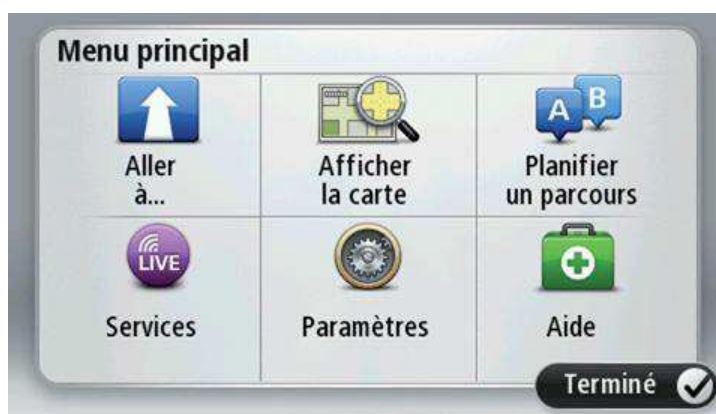 Menu principal
Aller
à...
Afficher
la carte
A B
Planifier
un parcours
LIVE
Services
Paramètres
Aide
Terminé